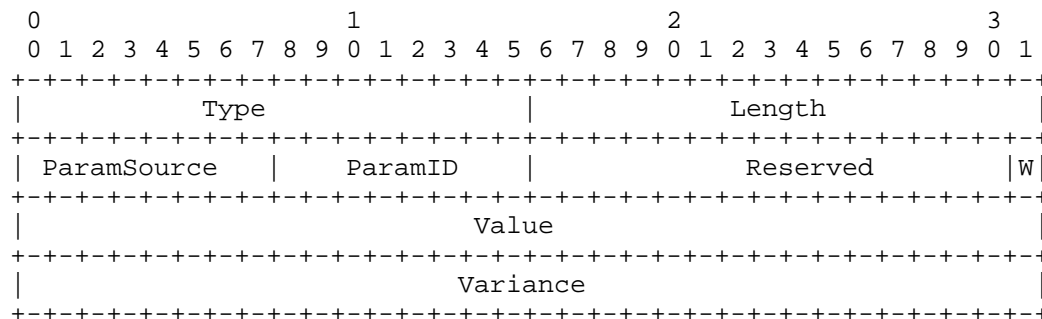 0                   1                   2                   3
 0 1 2 3 4 5 6 7 8 9 0 1 2 3 4 5 6 7 8 9 0 1 2 3 4 5 6 7 8 9 0 1
+-+-+-+-+-+-+-+-+-+-+-+-+-+-+-+-+-+-+-+-+-+-+-+-+-+-+-+-+-+-+-+-+
|           Type                |            Length             |
+-+-+-+-+-+-+-+-+-+-+-+-+-+-+-+-+-+-+-+-+-+-+-+-+-+-+-+-+-+-+-+-+
| ParamSource   |    ParamID    |             Reserved        |W|
+-+-+-+-+-+-+-+-+-+-+-+-+-+-+-+-+-+-+-+-+-+-+-+-+-+-+-+-+-+-+-+-+
|                            Value                              |
+-+-+-+-+-+-+-+-+-+-+-+-+-+-+-+-+-+-+-+-+-+-+-+-+-+-+-+-+-+-+-+-+
|                           Variance                            |
+-+-+-+-+-+-+-+-+-+-+-+-+-+-+-+-+-+-+-+-+-+-+-+-+-+-+-+-+-+-+-+-+